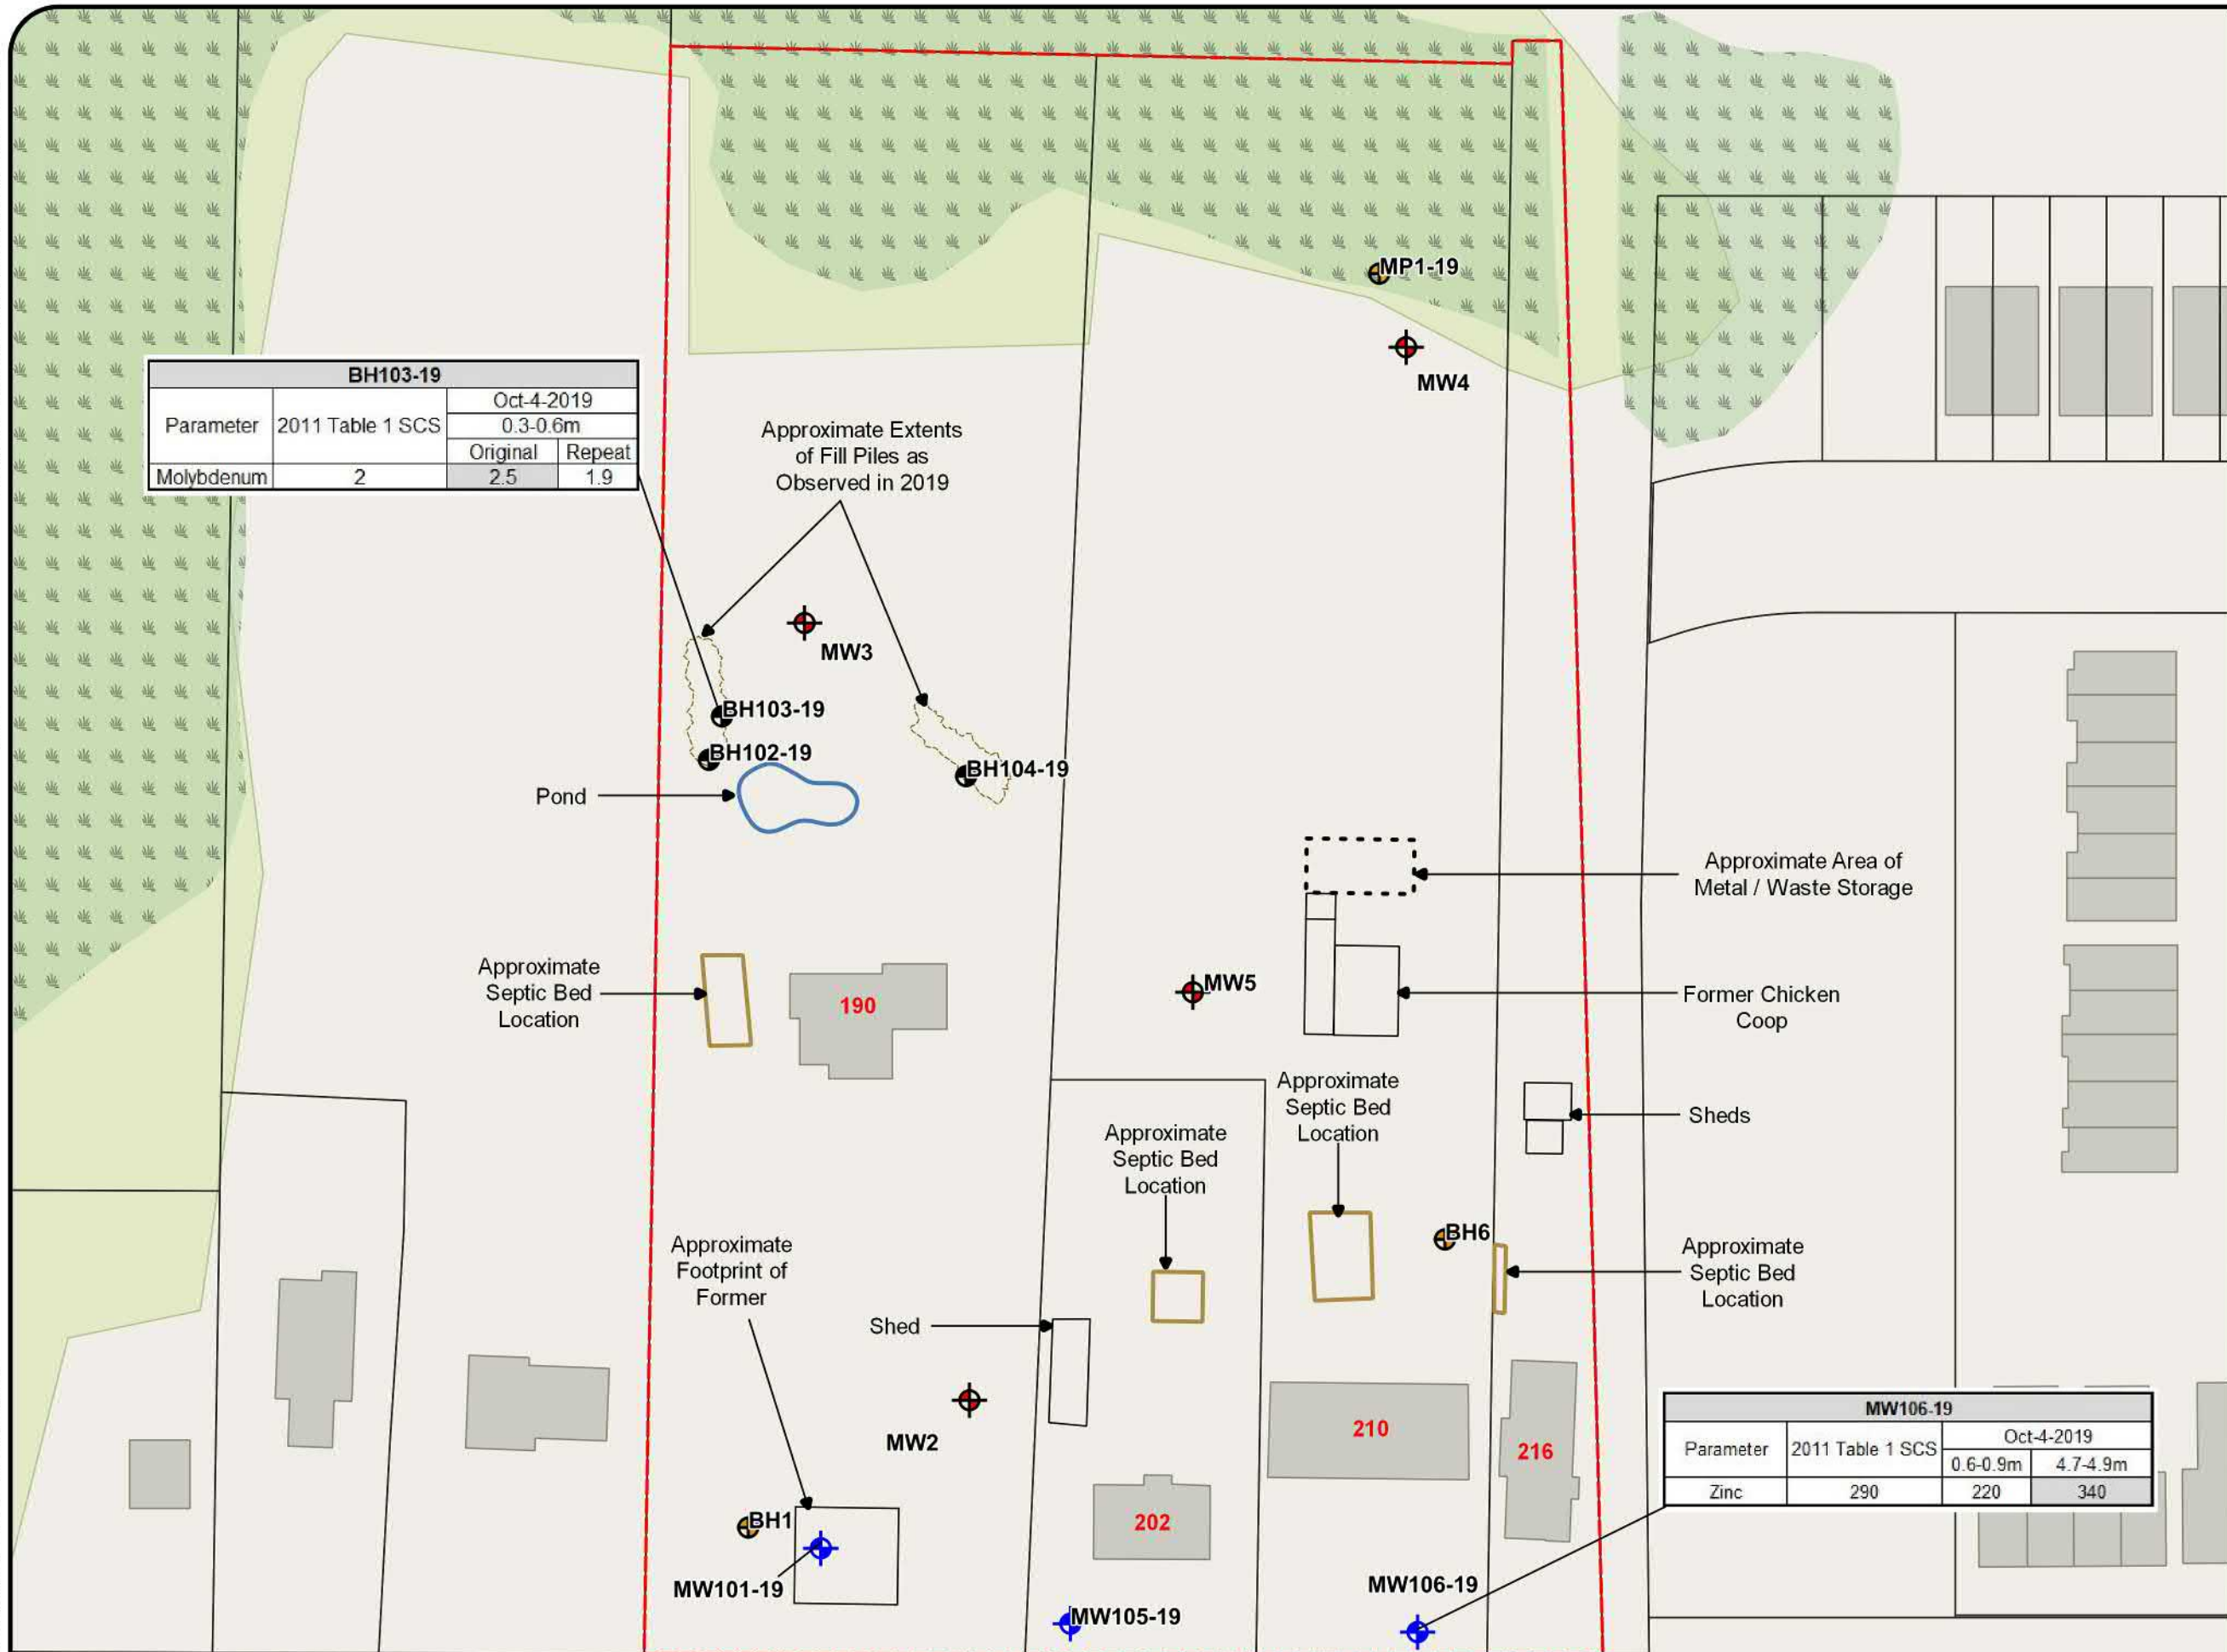 MP1-19
MW4
BH103-19
Parameter 2011 Table 1 SCS Oct-4-2019
0.3-0.6m
Original Repeat
Molybdenum 2 2.5 1.9
Approximate Extents
of Fill Piles as
Observed in 2019
MW3
BH103-19
BH102-19
BH104-19
Pond
Approximate Area of
Metal / Waste Storage
Approximate
Septic Bed
Location
190
MW5
Former Chicken
Coop
Approximate
Septic Bed
Location
Sheds
Approximate
Septic Bed
Location
Approximate
Footprint of
Former
BH6
Approximate
Septic Bed
Location
Shed
MW2
210
216
MW106-19
Parameter 2011 Table 1 SCS Oct-4-2019
0.6-0.9m 4.7-4.9m
Zinc 290 220 340
BH1
202
MW101-19
MW105-19
MW106-19